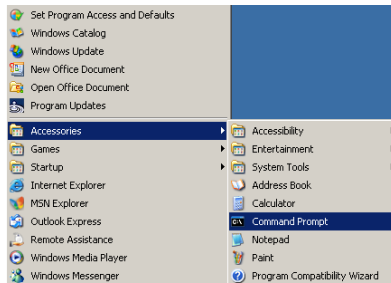 Set Program Access and Defaults
Windows Catalog
Windows Update
New Office Document
Open Office Document
Program Updates
Accessories
Games
Startup
Internet Explorer
MSN Explorer
Outlook Express
Remote Assistance
Windows Media Player
Windows Messenger
Accessibility
Entertainment
System Tools
Address Book
Calculator
Command Prompt
Notepad
Paint
Program Compatibility Wizard